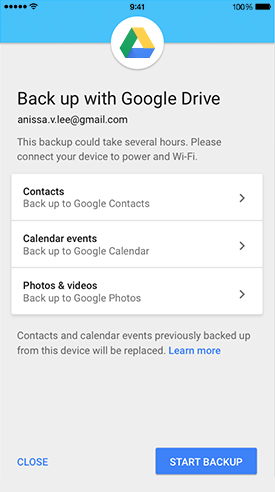 9:41 100%
Back up with Google Drive
anissa.v.lee@gmail.com
This backup could take several hours. Please
connect your device to power and Wi-Fi.
Contacts
Back up to Google Contacts
Calendar events
Back up to Google Calendar
Photos & videos
Back up to Google Photos
Contacts and calendar events previously backed up
from this device will be replaced. Learn more
CLOSE START BACKUP